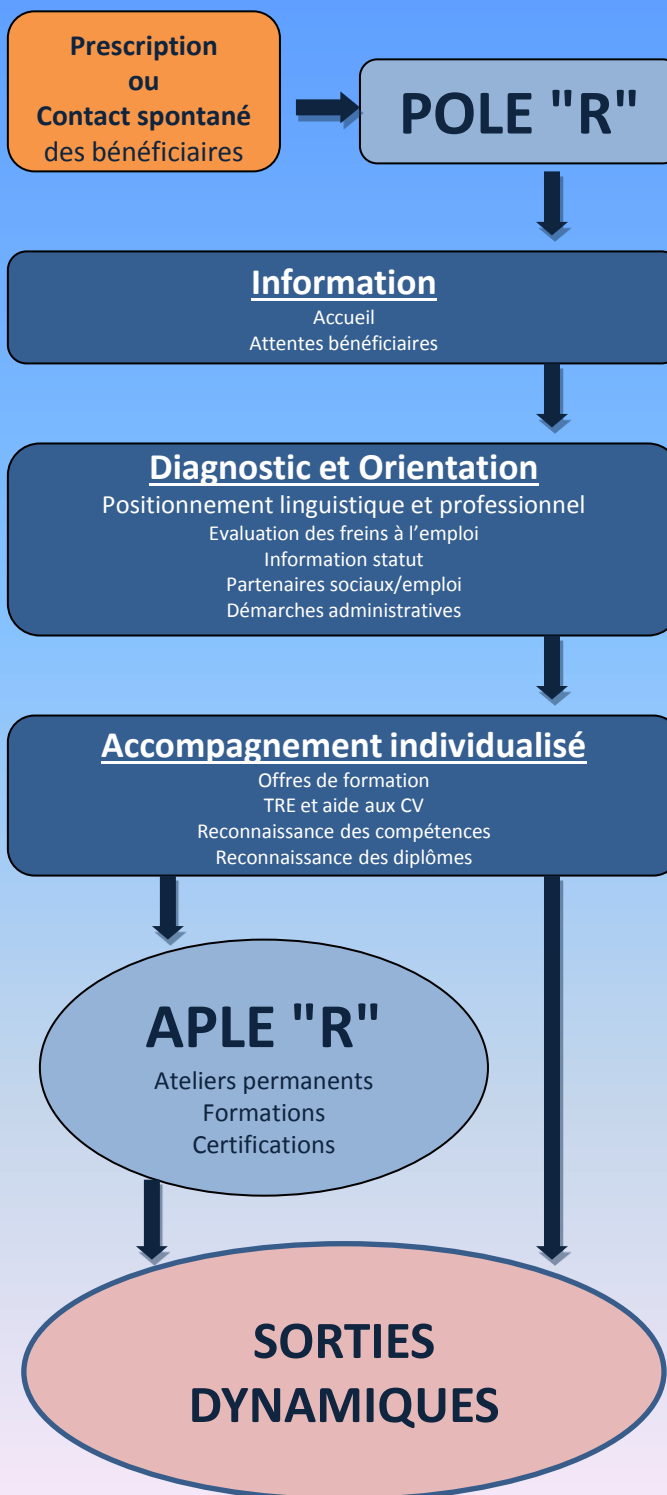 Prescription
ou
Contact spontané
des bénéficiaires
POLE "R"
Information
Accueil
Attentes bénéficiaires
Diagnostic et Orientation
Positionnement linguistique et professionnel
Evaluation des freins à l'emploi
Information statut
Partenaires sociaux/emploi
Démarches administratives
Accompagnement individualisé
Offres de formation
TRE et aide aux CV
Reconnaissance des compétences
Reconnaissance des diplômes
APLE "R"
Ateliers permanents
Formations
Certifications
SORTIES
DYNAMIQUES